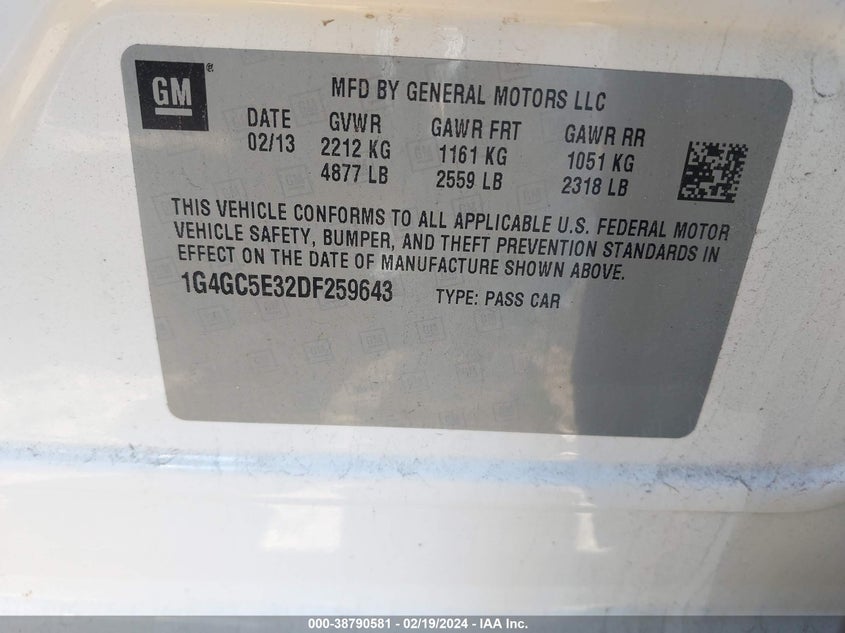 GM®
MFD BY GENERAL MOTORS LLC
DATE GVWR GAWR FRT GAWR RR
02/13 2212 KG 1161 KG 1051 KG
4877 LB 2559 LB 2318 LB
THIS VEHICLE CONFORMS TO ALL APPLICABLE U.S. FEDERAL MOTOR
VEHICLE SAFETY, BUMPER, AND THEFT PREVENTION STANDARDS IN
EFFECT ON THE DATE OF MANUFACTURE SHOWN ABOVE.
1G4GC5E32DF259643 TYPE: PASS CAR
000-38790581 - 02/19/2024 - IAA Inc.